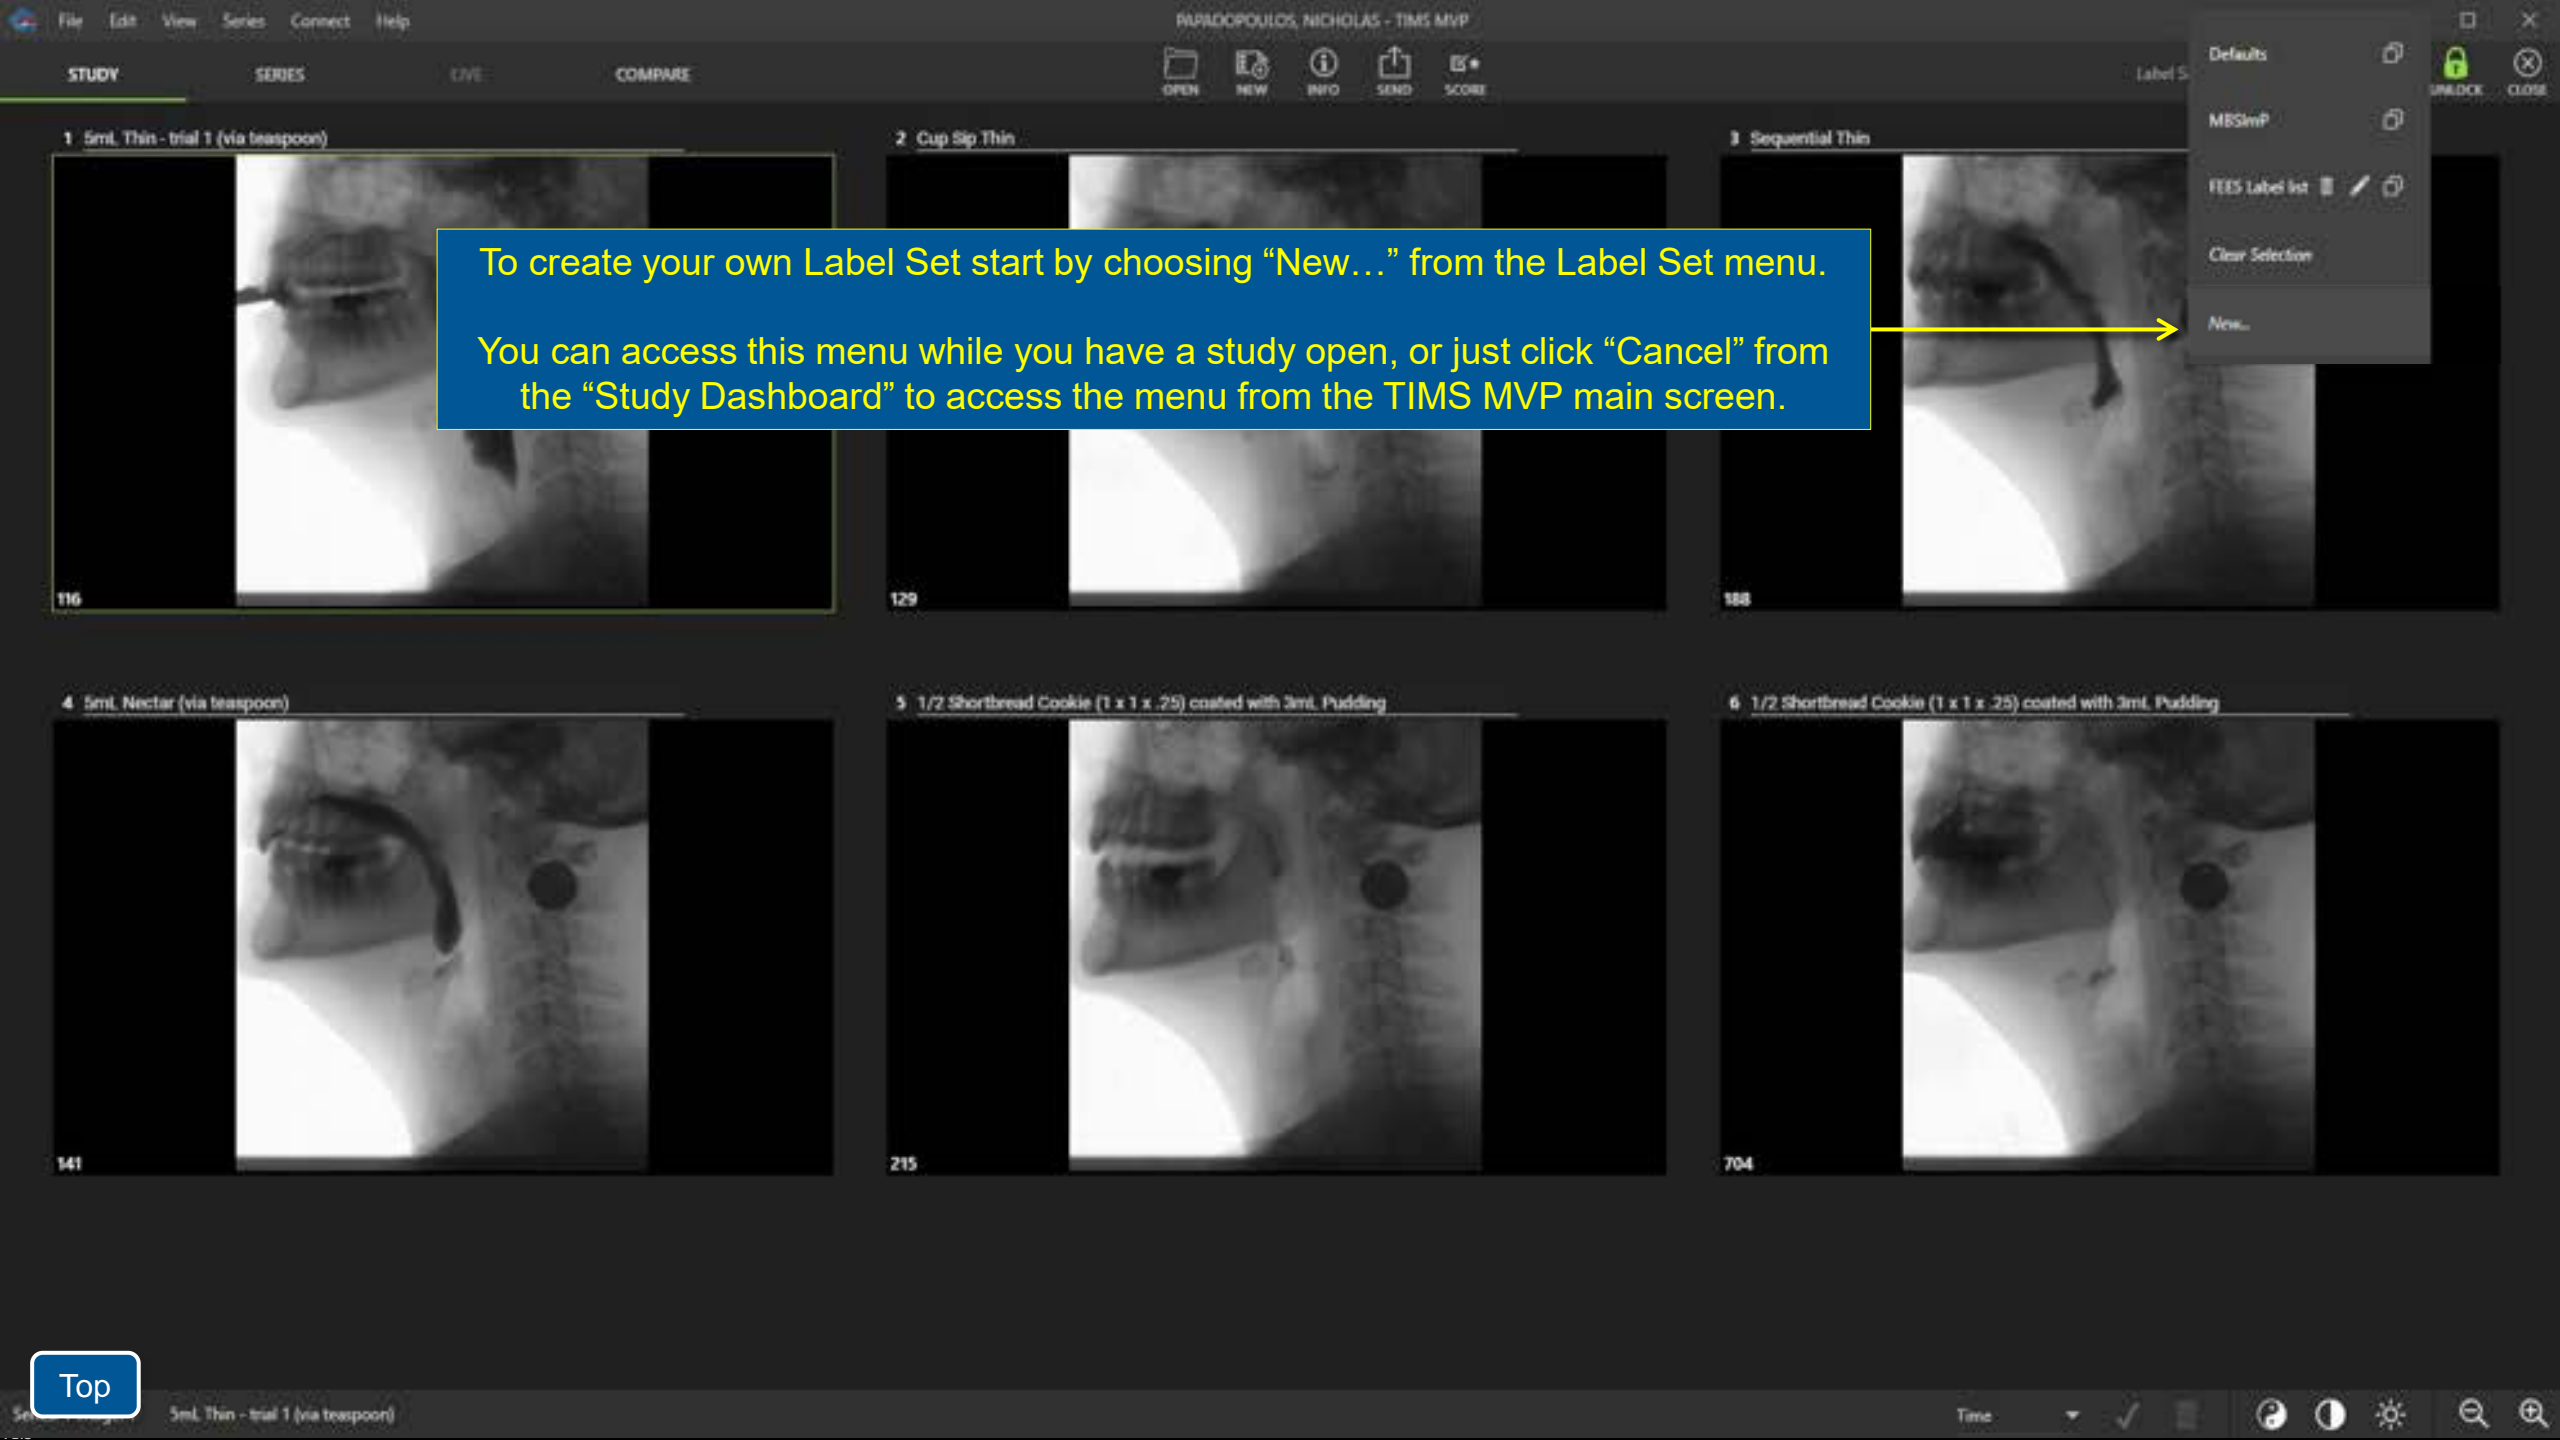 File Edit View Series Connect Help
PAPADOPOULOS, NICHOLAS - TIMS MVP
STUDY SERIES LIVE COMPARE
OPEN NEW INFO SEND SCORE
Label S
UNLOCK CLOSE
Defaults
MBSImP
FEES Label list
Clear Selection
New...
1 5mL Thin - trial 1 (via teaspoon)
2 Cup Sip Thin
3 Sequential Thin
To create your own Label Set start by choosing “New…” from the Label Set menu.
You can access this menu while you have a study open, or just click “Cancel” from
the “Study Dashboard” to access the menu from the TIMS MVP main screen.
116
129
188
4 5mL Nectar (via teaspoon)
5 1/2 Shortbread Cookie (1 x 1 x .25) coated with 3mL Pudding
6 1/2 Shortbread Cookie (1 x 1 x .25) coated with 3mL Pudding
141
215
704
Top
5mL Thin - trial 1 (via teaspoon)
Time